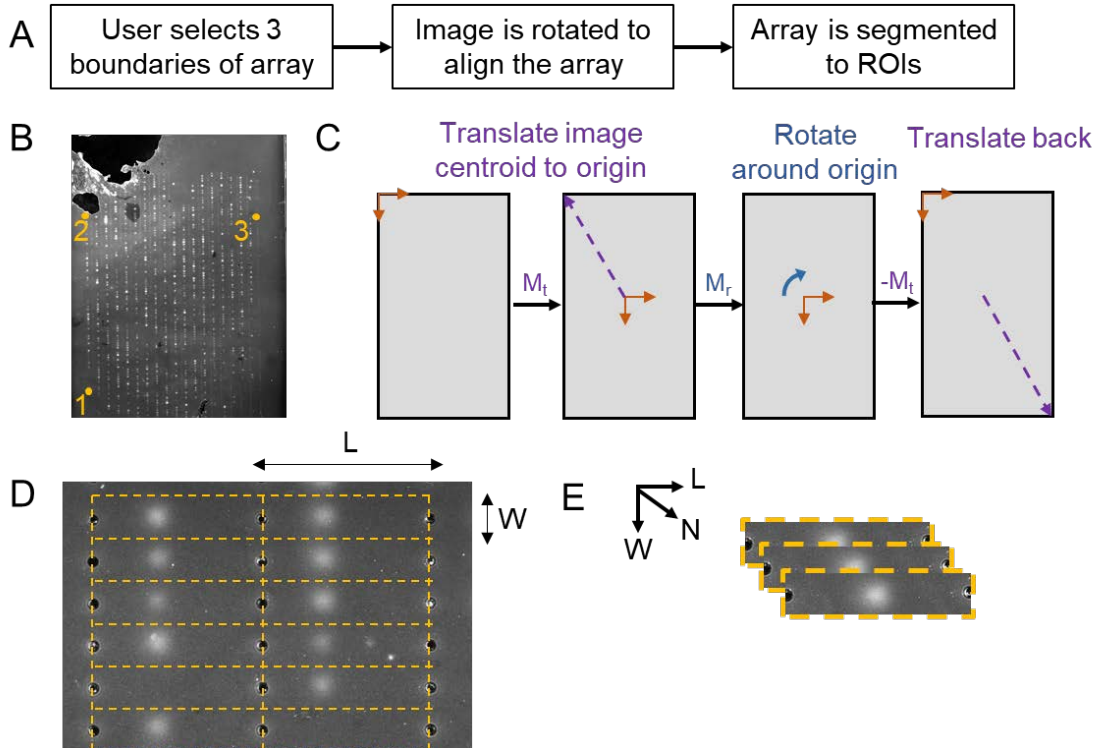 A
User selects 3
boundaries of array
Image is rotated to
align the array
Array is segmented
to ROIs
B
2
3
1
C
Translate image
centroid to origin
Rotate
around origin
Translate back
Mt
Mr
-Mt
D
L
W
E
L
N
W